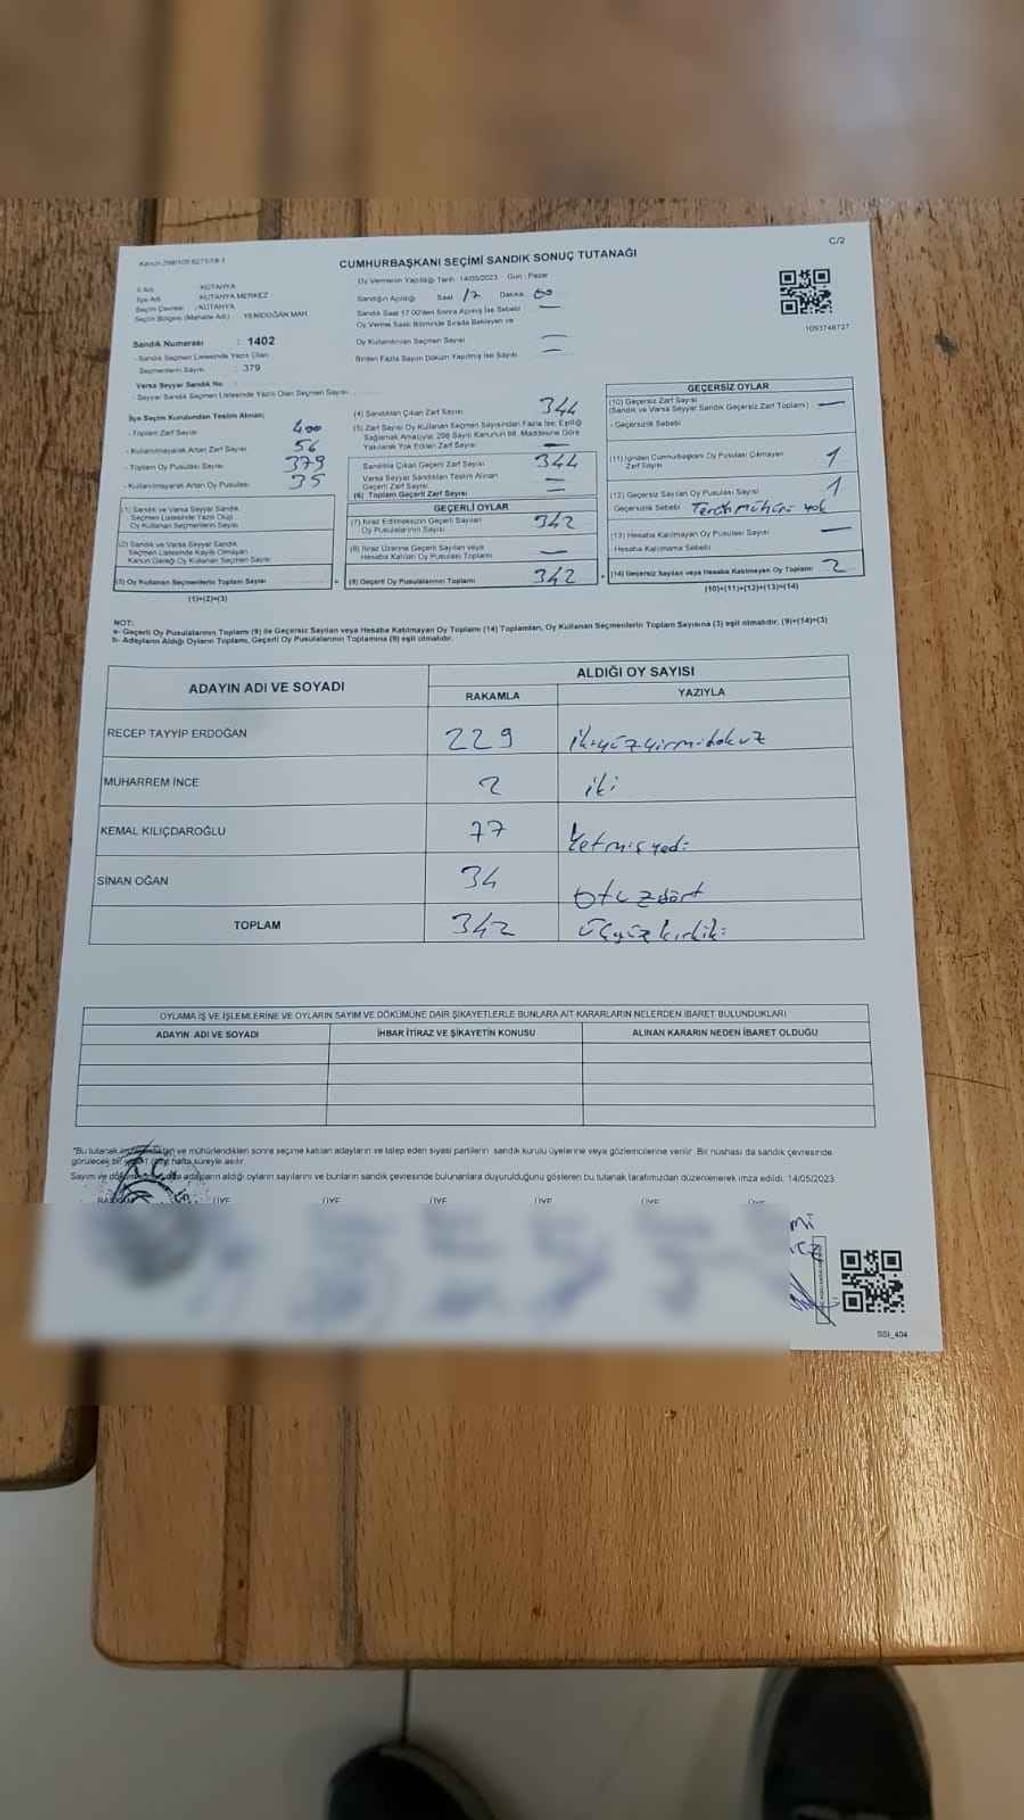 C/2
CUMHURBAŞKANI SEÇİMİ SANDIK SONUÇ TUTANAĞI
Oy Vermenin Yapıldığı Tarih : 14/05/2023 Gün : Pazar
İl Adı : KÜTAHYA
İlçe Adı : KÜTAHYA MERKEZ
Seçim Çevresi : KÜTAHYA
Seçim Bölgesi (Mahalle Adı) : YENİDOĞAN MAH.
Sandığın Açıldığı Saat 17 Dakika 00
Sandık Saat 17.00'den Sonra Açılmış İse Sebebi
Oy Verme Saati Bitiminde Sırada Bekleyen ve
Oy Kullandırılan Seçmen Sayısı
Birden Fazla Sayım Döküm Yapılmış İse Sayısı
1093748727
Sandık Numarası : 1402
Sandık Seçmen Listesinde Yazılı Olan
Seçmenlerin Sayısı 379
Varsa Seyyar Sandık No
Seyyar Sandık Seçmen Listesinde Yazılı Olan Seçmen Sayısı
İlçe Seçim Kurulundan Teslim Alınan;
- Toplam Zarf Sayısı 400
- Kullanılmayarak Artan Zarf Sayısı 56
- Toplam Oy Pusulası Sayısı 379
- Kullanılmayarak Artan Oy Pusulası 35
(1) Sandık ve Varsa Seyyar Sandık
Seçmen Listesinde Yazılı Olup
Oy Kullanan Seçmenlerin Sayısı
(2) Sandık ve Varsa Seyyar Sandık
Seçmen Listesinde Kayıtlı Olmayan
Kanun Gereği Oy Kullanan Seçmen Sayısı
(3) Oy Kullanan Seçmenlerin Toplam Sayısı
(1)+(2)=(3)
(4) Sandıktan Çıkan Zarf Sayısı 344
(5) Zarf Sayısı Oy Kullanan Seçmen Sayısından Fazla İse; Eşitliği
Sağlamak Amacıyla; 298 Sayılı Kanunun 98. Maddesine Göre
Yakılarak Yok Edilen Zarf Sayısı
Sandıkta Çıkan Geçerli Zarf Sayısı 344
Varsa Seyyar Sandıktan Teslim Alınan
Geçerli Zarf Sayısı
(6) Toplam Geçerli Zarf Sayısı
GEÇERLİ OYLAR
(7) İtiraz Edilmeksizin Geçerli Sayılan
Oy Pusulalarının Sayısı 342
(8) İtiraz Üzerine Geçerli Sayılan veya
Hesaba Katılan Oy Pusulası Toplamı
(9) Geçerli Oy Pusulalarının Toplamı 342
GEÇERSİZ OYLAR
(10) Geçersiz Zarf Sayısı
(Sandık ve Varsa Seyyar Sandık Geçersiz Zarf Toplamı)
- Geçersizlik Sebebi
(11) İçinden Cumhurbaşkanı Oy Pusulası Çıkmayan
Zarf Sayısı 1
(12) Geçersiz Sayılan Oy Pusulası Sayısı 1
Geçersizlik Sebebi Tercih mühürü yok
(13) Hesaba Katılmayan Oy Pusulası Sayısı
- Hesaba Katılmama Sebebi
(14) Geçersiz Sayılan veya Hesaba Katılmayan Oy Toplamı 2
(10)+(11)+(12)+(13)=(14)
NOT:
a- Geçerli Oy Pusulalarının Toplamı (9) ile Geçersiz Sayılan veya Hesaba Katılmayan Oy Toplamı (14) Toplamları, Oy Kullanan Seçmenlerin Toplam Sayısına (3) eşit olmalıdır. (9)+(14)=(3)
b- Adayların Aldığı Oyların Toplamı, Geçerli Oy Pusulalarının Toplamına (9) eşit olmalıdır.
ADAYIN ADI VE SOYADI
ALDIĞI OY SAYISI
RAKAMLA YAZIYLA
RECEP TAYYİP ERDOĞAN 229 ikiyüzyirmidokuz
MUHARREM İNCE 2 iki
KEMAL KILIÇDAROĞLU 77 Yetmişyedi
SİNAN OĞAN 34 Otuzdört
TOPLAM 342 üçyüzkırkiki
OYLAMA İŞ VE İŞLEMLERİNE VE OYLARIN SAYIM VE DÖKÜMÜNE DAİR ŞİKAYETLERLE BUNLARA AİT KARARLARIN NELERDEN İBARET BULUNDUKLARI
ADAYIN ADI VE SOYADI İHBAR İTİRAZ VE ŞİKAYETİN KONUSU ALINAN KARARIN NEDEN İBARET OLDUĞU
"Bu tutanak ve mühürlendikten sonra seçime katılan adayların ve talep eden siyasi partilerin sandık kurulu üyelerine veya gözlemcilerine verilir. Bir nüshası da sandık çevresinde
görülecek bir hafta süreyle asılır.
Sayım ve adayların aldığı oyların sayılarını ve bunların sandık çevresinde bulunanlara duyurulduğunu gösteren bu tutanak tarafımızdan düzenlenerek imza edildi. 14/05/2023
ÜYE ÜYE ÜYE ÜYE ÜYE ÜYE
SSI_404